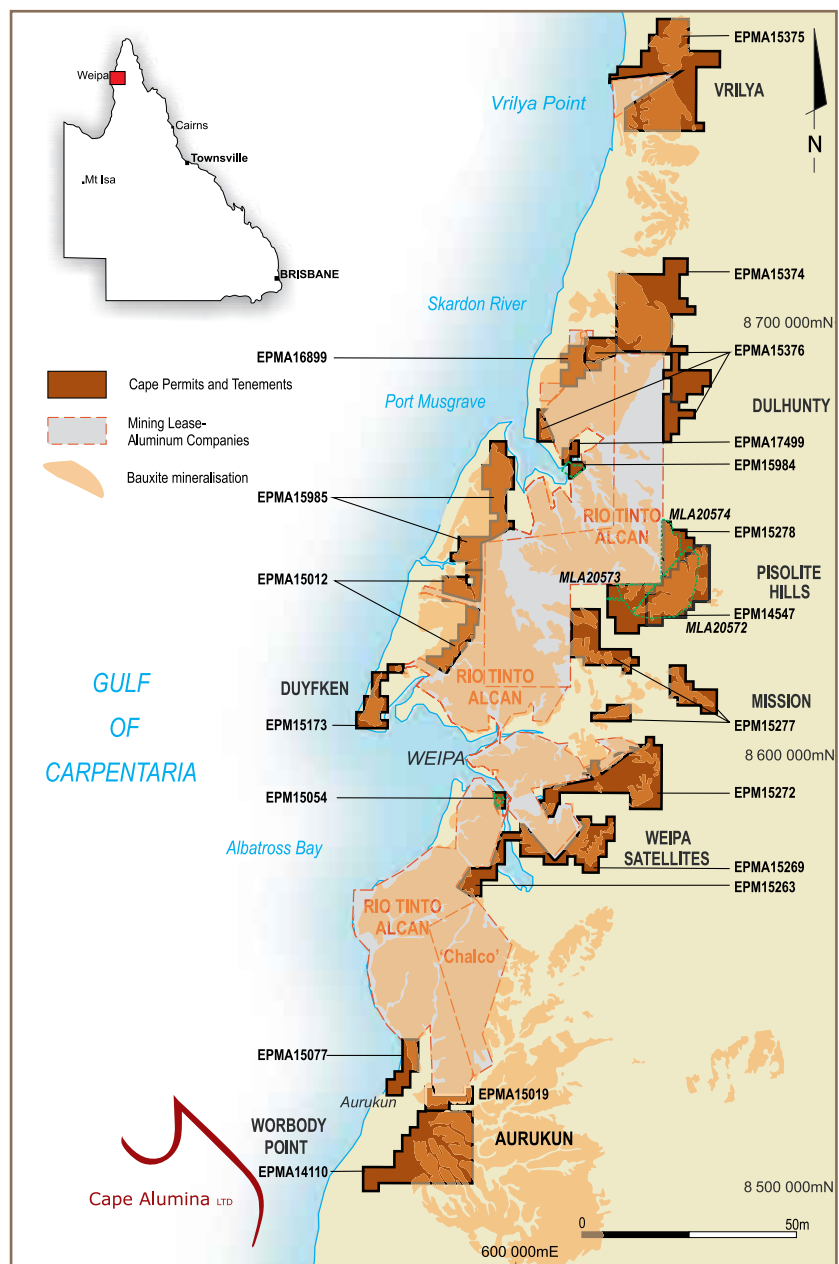 EPMA15375
Weipa
VRILYA
Vrilya Point
Cairns
N
Townsville
Mt Isa
BRISBANE
EPMA15374
Skardon River
8 700 000mN
EPMA16899
EPMA15376
Cape Permits and Tenements
Port Musgrave
DULHUNTY
Mining Lease-
Aluminum Companies
EPMA17499
EPM15984
Bauxite mineralisation
EPMA15985
RIO TINTO
ALCAN
MLA20574
EPM15278
EPMA15012
MLA20573
PISOLITE
HILLS
EPM14547
MLA20572
GULF
OF
CARPENTARIA
DUYFKEN
RIO TINTO
ALCAN
MISSION
EPM15173
EPM15277
WEIPA
8 600 000mN
EPM15054
EPM15272
Albatross Bay
WEIPA
SATELLITES
EPMA15269
EPM15263
RIO TINTO
ALCAN
'Chalco'
EPMA15077
Aurukun
EPMA15019
WORBODY
POINT
AURUKUN
EPMA14110
Cape Alumina LTD
8 500 000mN
0 50m
600 000mE